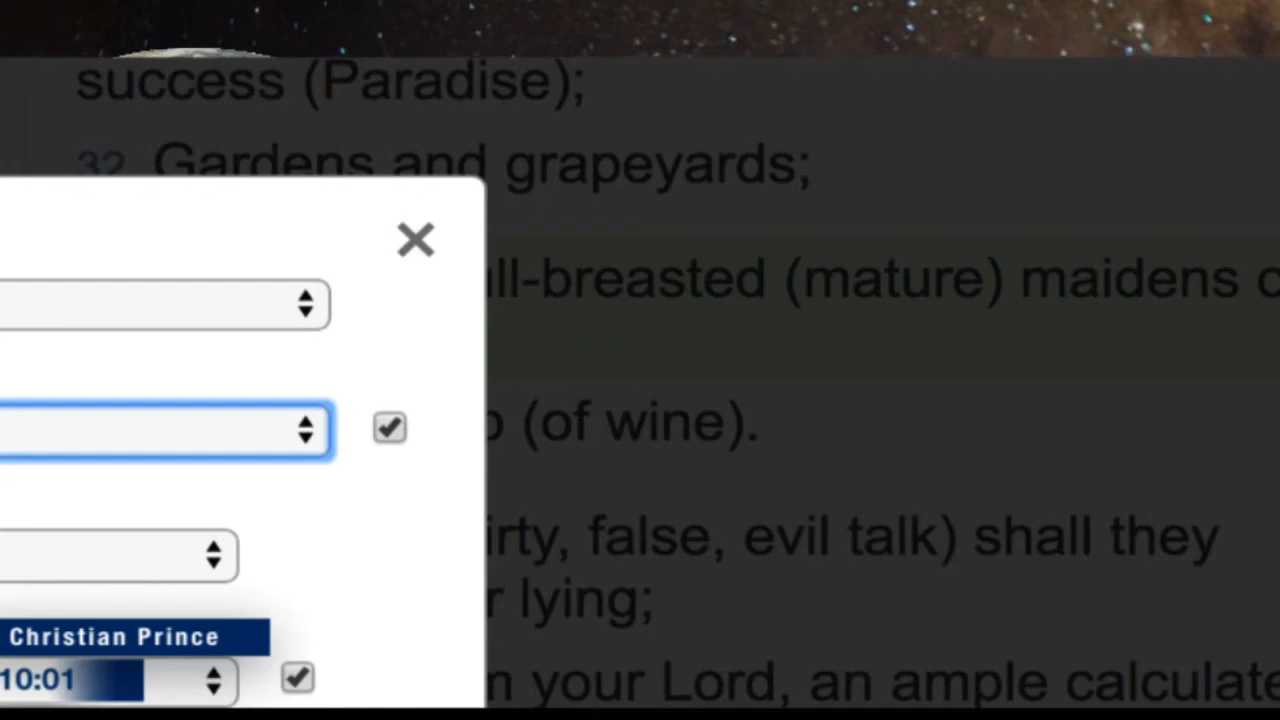 success (Paradise);
32. Gardens and grapeyards;
ll-breasted (mature) maidens
(of wine).
irty, false, evil talk) shall they
lying;
Christian Prince
10:01
your Lord, an ample calculate